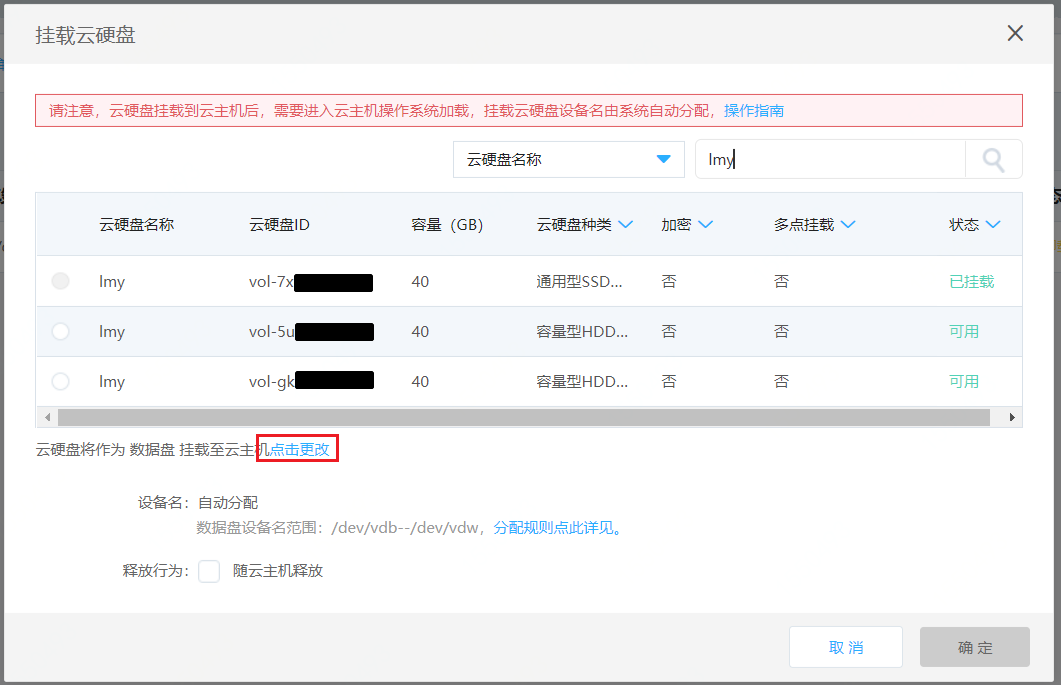 挂载云硬盘
请注意，云硬盘挂载到云主机后，需要进入云主机操作系统加载，挂载云硬盘设备名由系统自动分配，操作指南
云硬盘名称 lmy
云硬盘名称 云硬盘ID 容量（GB） 云硬盘种类 加密 多点挂载 状态
lmy vol-7x 40 通用型SSD... 否 否 已挂载
lmy vol-5u 40 容量型HDD... 否 否 可用
lmy vol-gk 40 容量型HDD... 否 否 可用
云硬盘将作为 数据盘 挂载至云主机点击更改
设备名： 自动分配
数据盘设备名范围：/dev/vdb--/dev/vdw，分配规则点此详见。
释放行为： 随云主机释放
取 消 确 定